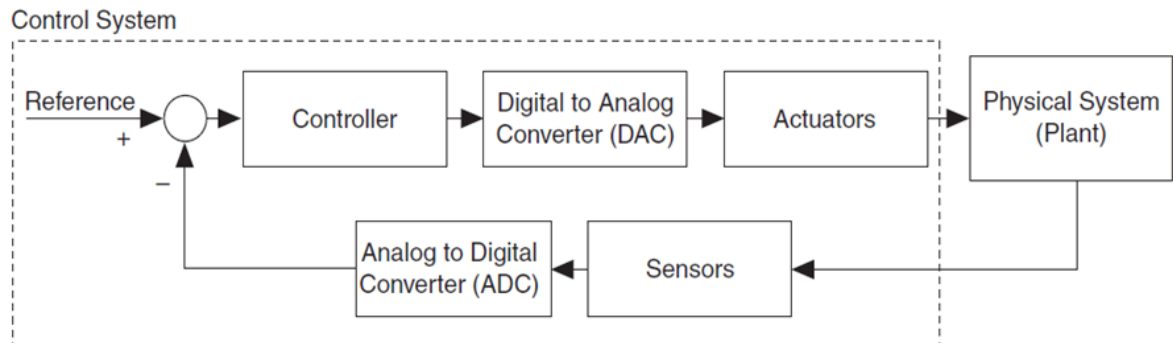 Control System
Reference
+
−
Controller
Digital to Analog
Converter (DAC)
Actuators
Physical System
(Plant)
Analog to Digital
Converter (ADC)
Sensors